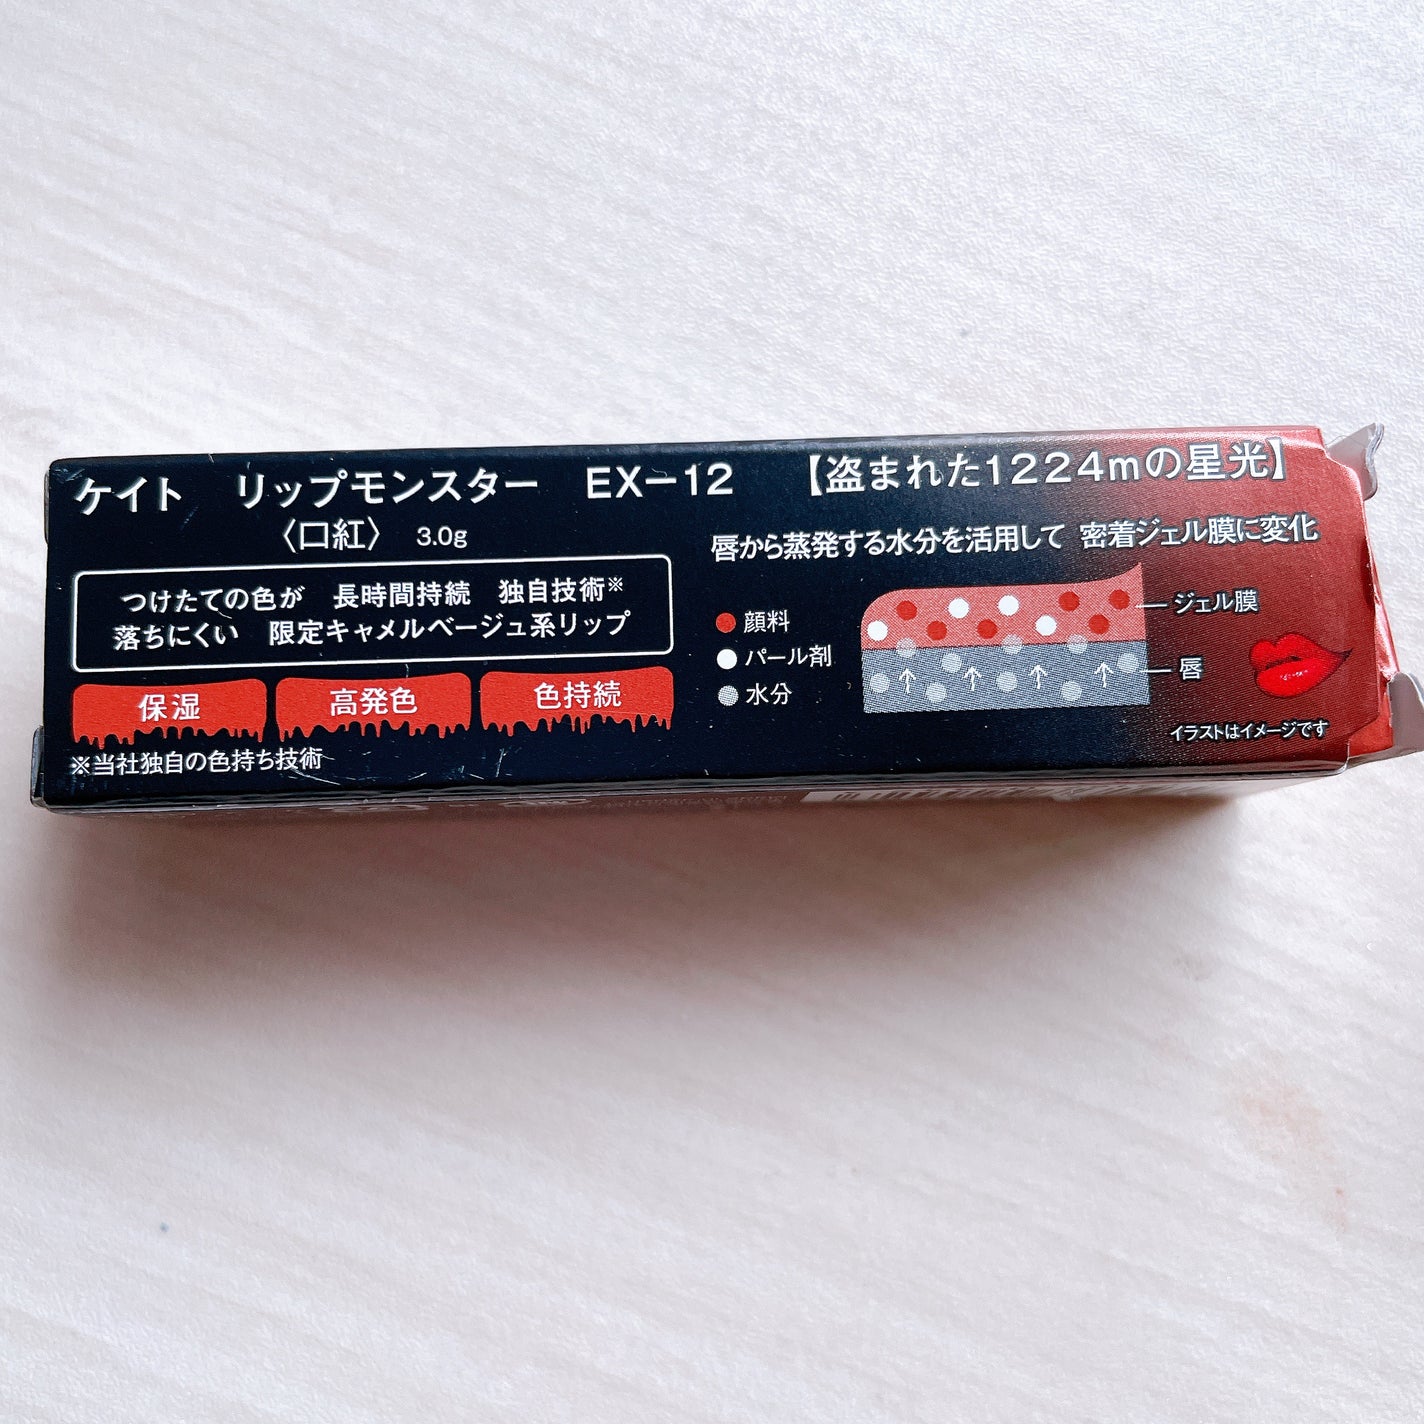 ケイト リップモンスター EX-12 【盗まれた1224mの星光】
〈口紅〉 3.0g
つけたての色が 長時間持続 独自技術※
落ちにくい 限定キャメルベージュ系リップ
保湿 高発色 色持続
※当社独自の色持ち技術
唇から蒸発する水分を活用して 密着ジェル膜に変化
顔料
パール剤
水分
ジェル膜
唇
イラストはイメージです